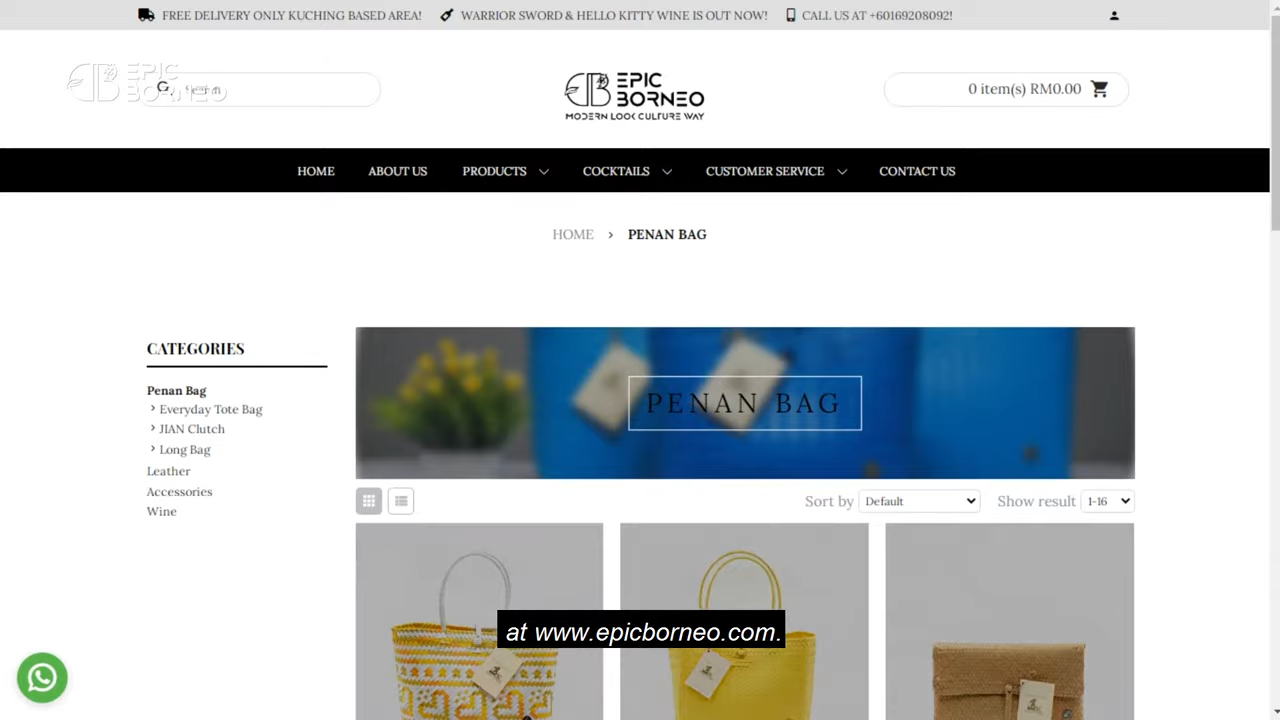 FREE DELIVERY ONLY KUCHING BASED AREA! WARRIOR SWORD & HELLO KITTY WINE IS OUT NOW! CALL US AT +60169208092!
EPIC
BORNEO
EPIC
BORNEO
MODERN LOOK CULTURE WAY
0 item(s) RM0.00
HOME ABOUT US PRODUCTS COCKTAILS CUSTOMER SERVICE CONTACT US
HOME > PENAN BAG
CATEGORIES
Penan Bag
> Everyday Tote Bag
> JIAN Clutch
> Long Bag
Leather
Accessories
Wine
PENAN BAG
Sort by Default Show result 1-16
at www.epicborneo.com.